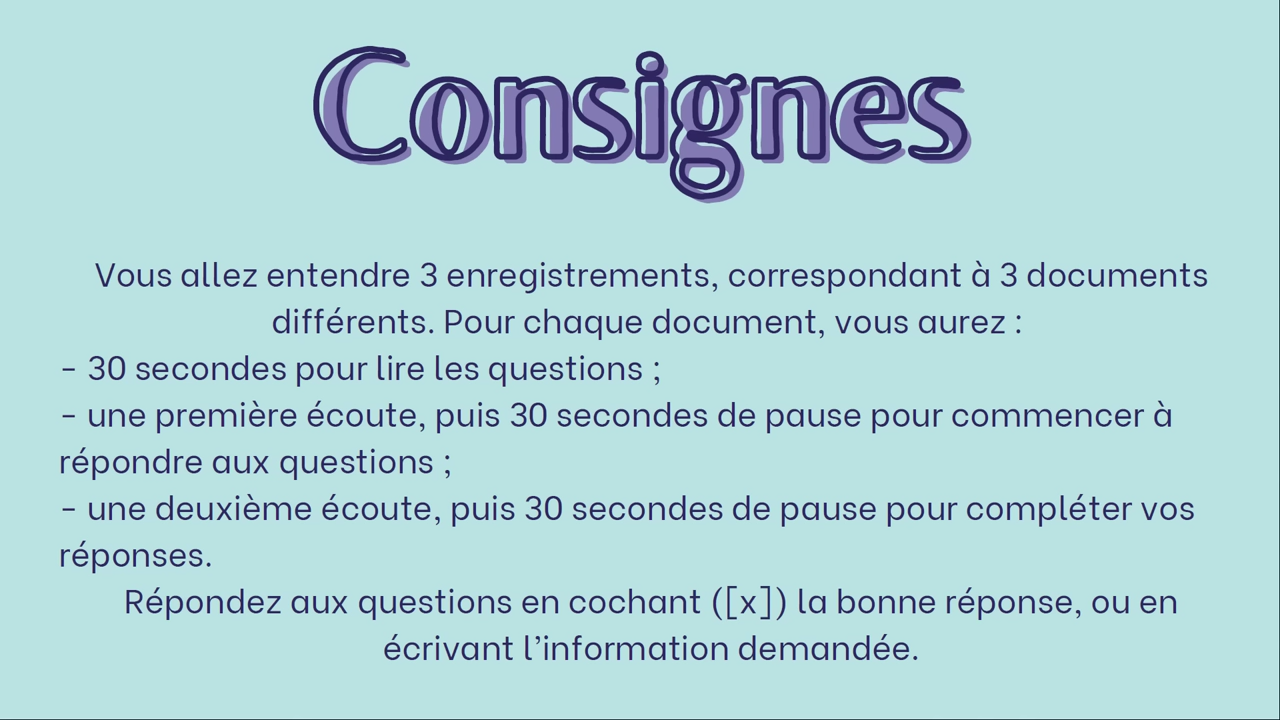 Consignes
Vous allez entendre 3 enregistrements, correspondant à 3 documents
différents. Pour chaque document, vous aurez :
- 30 secondes pour lire les questions ;
- une première écoute, puis 30 secondes de pause pour commencer à
répondre aux questions ;
- une deuxième écoute, puis 30 secondes de pause pour compléter vos
réponses.
Répondez aux questions en cochant ([x]) la bonne réponse, ou en
écrivant l’information demandée.